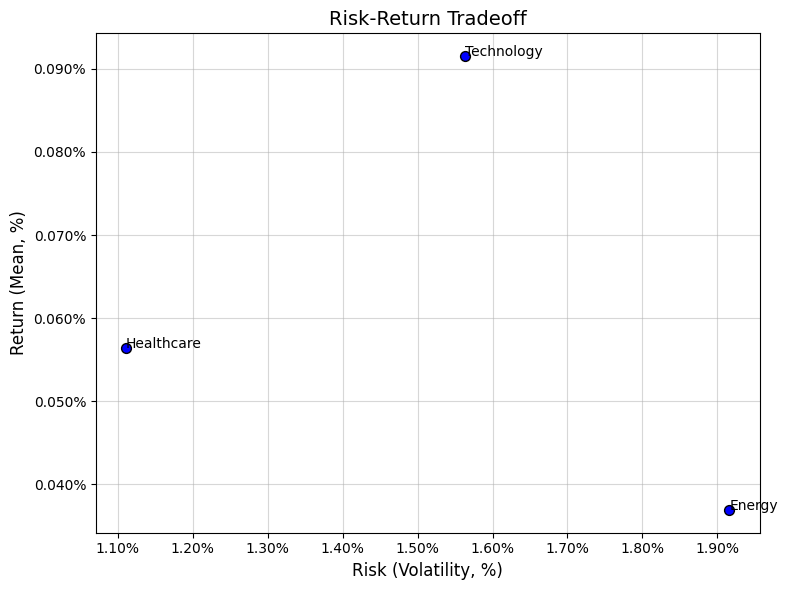 Risk-Return Tradeoff
Technology
0.090%
0.080%
0.070%
0.060%
Healthcare
0.050%
0.040%
Energy
Return (Mean, %)
1.10%
1.20%
1.30%
1.40%
1.50%
1.60%
1.70%
1.80%
1.90%
Risk (Volatility, %)